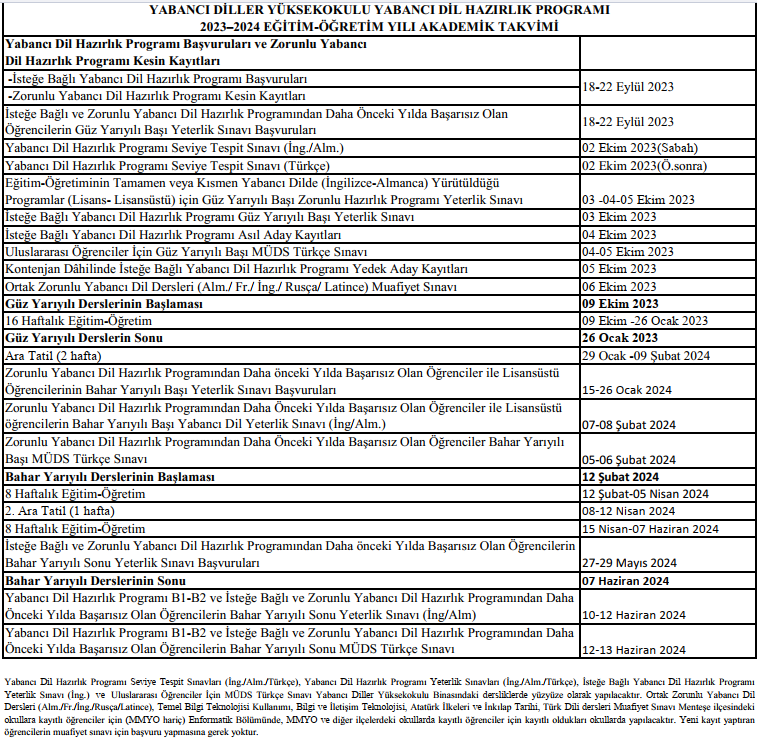 YABANCI DİLLER YÜKSEKOKULU YABANCI DİL HAZIRLIK PROGRAMI
2023–2024 EĞİTİM-ÖĞRETİM YILI AKADEMİK TAKVİMİ
Yabancı Dil Hazırlık Programı Başvuruları ve Zorunlu Yabancı
Dil Hazırlık Programı Kesin Kayıtları
-İsteğe Bağlı Yabancı Dil Hazırlık Programı Başvuruları
-Zorunlu Yabancı Dil Hazırlık Programı Kesin Kayıtları
18-22 Eylül 2023
İsteğe Bağlı ve Zorunlu Yabancı Dil Hazırlık Programından Daha Önceki Yılda Başarısız Olan
Öğrencilerin Güz Yarıyılı Başı Yeterlik Sınavı Başvuruları
18-22 Eylül 2023
Yabancı Dil Hazırlık Programı Seviye Tespit Sınavı (İng./Alm.) 02 Ekim 2023(Sabah)
Yabancı Dil Hazırlık Programı Seviye Tespit Sınavı (Türkçe) 02 Ekim 2023(Ö.sonra)
Eğitim-Öğretiminin Tamamen veya Kısmen Yabancı Dilde (İngilizce-Almanca) Yürütüldüğü
Programlar (Lisans- Lisansüstü) için Güz Yarıyılı Başı Zorunlu Hazırlık Programı Yeterlik Sınavı 03 -04-05 Ekim 2023
İsteğe Bağlı Yabancı Dil Hazırlık Programı Güz Yarıyılı Başı Yeterlik Sınavı 03 Ekim 2023
İsteğe Bağlı Yabancı Dil Hazırlık Programı Asıl Aday Kayıtları 04 Ekim 2023
Uluslararası Öğrenciler İçin Güz Yarıyılı Başı MÜDS Türkçe Sınavı 04-05 Ekim 2023
Kontenjan Dâhilinde İsteğe Bağlı Yabancı Dil Hazırlık Programı Yedek Aday Kayıtları 05 Ekim 2023
Ortak Zorunlu Yabancı Dil Dersleri (Alm./ Fr./ İng./ Rusça/ Latince) Muafiyet Sınavı 06 Ekim 2023
Güz Yarıyılı Derslerinin Başlaması 09 Ekim 2023
16 Haftalık Eğitim-Öğretim 09 Ekim -26 Ocak 2023
Güz Yarıyılı Derslerin Sonu 26 Ocak 2023
Ara Tatil (2 hafta) 29 Ocak -09 Şubat 2024
Zorunlu Yabancı Dil Hazırlık Programından Daha önceki Yılda Başarısız Olan Öğrenciler ile Lisansüstü
Öğrencilerinin Bahar Yarıyılı Başı Yeterlik Sınavı Başvuruları 15-26 Ocak 2024
Zorunlu Yabancı Dil Hazırlık Programından Daha Önceki Yılda Başarısız Olan Öğrenciler ile Lisansüstü
öğrencilerin Bahar Yarıyılı Başı Yabancı Dil Yeterlik Sınavı (İng/Alm.) 07-08 Şubat 2024
Zorunlu Yabancı Dil Hazırlık Programından Daha Önceki Yılda Başarısız Olan Öğrenciler Bahar Yarıyılı
Başı MÜDS Türkçe Sınavı 05-06 Şubat 2024
Bahar Yarıyılı Derslerinin Başlaması 12 Şubat 2024
8 Haftalık Eğitim-Öğretim 12 Şubat-05 Nisan 2024
2. Ara Tatil (1 hafta) 08-12 Nisan 2024
8 Haftalık Eğitim-Öğretim 15 Nisan-07 Haziran 2024
İsteğe Bağlı ve Zorunlu Yabancı Dil Hazırlık Programından Daha önceki Yılda Başarısız Olan Öğrencilerin
Bahar Yarıyılı Sonu Yeterlik Sınavı Başvuruları 27-29 Mayıs 2024
Bahar Yarıyılı Derslerinin Sonu 07 Haziran 2024
Yabancı Dil Hazırlık Programı B1-B2 ve İsteğe Bağlı ve Zorunlu Yabancı Dil Hazırlık Programından Daha
Önceki Yılda Başarısız Olan Öğrencilerin Bahar Yarıyılı Sonu Yeterlik Sınavı (İng/Alm) 10-12 Haziran 2024
Yabancı Dil Hazırlık Programı B1-B2 ve İsteğe Bağlı ve Zorunlu Yabancı Dil Hazırlık Programından Daha
Önceki Yılda Başarısız Olan Öğrencilerin Bahar Yarıyılı Sonu MÜDS Türkçe Sınavı 12-13 Haziran 2024
Yabancı Dil Hazırlık Programı Seviye Tespit Sınavları (İng./Alm./Türkçe), Yabancı Dil Hazırlık Programı Yeterlik Sınavları (İng./Alm./Türkçe), İsteğe Bağlı Yabancı Dil Hazırlık Programı
Yeterlik Sınavı (İng.) ve Uluslararası Öğrenciler İçin MÜDS Türkçe Sınavı Yabancı Diller Yüksekokulu Binasındaki dersliklerde yüzyüze olarak yapılacaktır. Ortak Zorunlu Yabancı Dil
Dersleri (Alm./Fr./İng./Rusça/Latince), Temel Bilgi Teknolojisi Kullanımı, Bilgi ve İletişim Teknolojisi, Atatürk İlkeleri ve İnkılap Tarihi, Türk Dili dersleri Muafiyet Sınavı Menteşe ilçesindeki
okullara kayıtlı öğrenciler için (MMYO hariç) Enformatik Bölümünde, MMYO ve diğer ilçelerdeki okullarda kayıtlı öğrenciler için kayıtlı oldukları okullarda yapılacaktır. Yeni kayıt yaptıran
öğrencilerin muafiyet sınavı için başvuru yapmasına gerek yoktur.